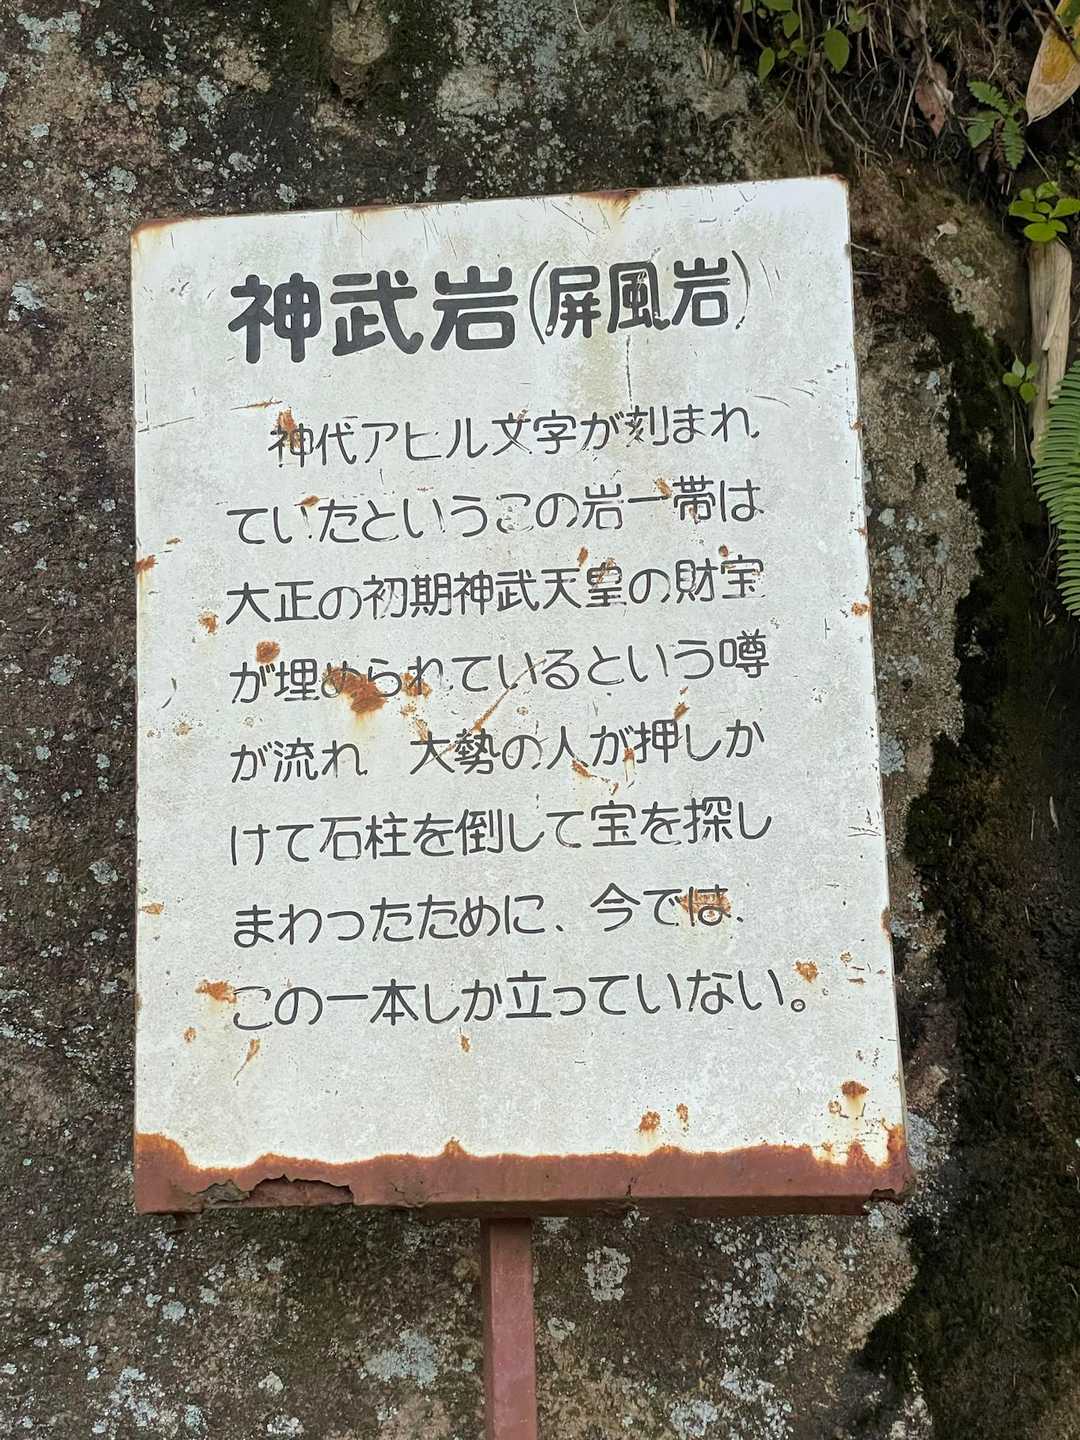 神武岩(屏風岩)
神代アヒル文字が刻まれ
ていたというこの岩一帯は
大正の初期神武天皇の財宝
が埋められているという噂
が流れ 大勢の人が押しか
けて石柱を倒して宝を探し
まわったために、今では、
この一本しか立っていない。